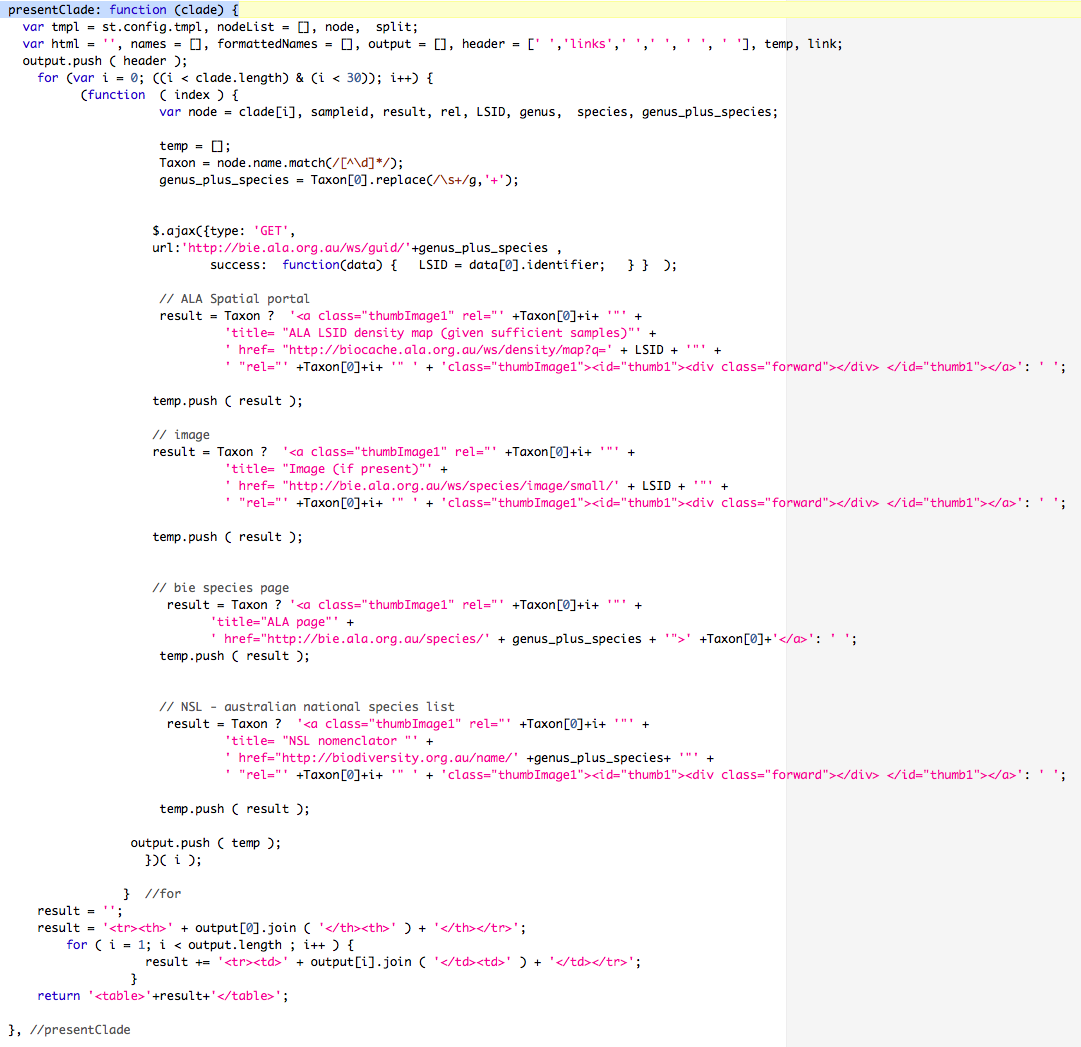 presentClade: function (clade) {
var tmpl = st.config.tmpl, nodeList = [], node,  split;
var html = '', names = [], formattedNames = [], output = [], header = [' ','links',' ',' ', ' ', ' '], temp, link;
output.push ( header );
for (var i = 0; ((i < clade.length) & (i < 30)); i++) {
(function  ( index ) {
var node = clade[i], sampleid, result, rel, LSID, genus,  species, genus_plus_species;
temp = [];
Taxon = node.name.match(/[^\d]*/);
genus_plus_species = Taxon[0].replace(/\s+/g,'+');
$.ajax({type: 'GET',
url:'http://bie.ala.org.au/ws/guid/'+genus_plus_species ,
success:  function(data) {   LSID = data[0].identifier;   } }  );
// ALA Spatial portal
result = Taxon ?  '<a class="thumbImage1" rel="' +Taxon[0]+i+ '"' +
'title= "ALA LSID density map (given sufficient samples)"' +
' href= "http://biocache.ala.org.au/ws/density/map?q=' + LSID + '"' +
' "rel="' +Taxon[0]+i+ '" ' + 'class="thumbImage1"><id="thumb1"><div class="forward"></div> </id="thumb1"></a>': ' ';
temp.push ( result );
// image
result = Taxon ?  '<a class="thumbImage1" rel="' +Taxon[0]+i+ '"' +
'title= "Image (if present)"' +
' href= "http://bie.ala.org.au/ws/species/image/small/' + LSID + '"' +
' "rel="' +Taxon[0]+i+ '" ' + 'class="thumbImage1"><id="thumb1"><div class="forward"></div> </id="thumb1"></a>': ' ';
temp.push ( result );
// bie species page
result = Taxon ? '<a class="thumbImage1" rel="' +Taxon[0]+i+ '"' +
'title="ALA page"' +
' href="http://bie.ala.org.au/species/' + genus_plus_species + '">' +Taxon[0]+'</a>': ' ';
temp.push ( result );
// NSL - australian national species list
result = Taxon ?  '<a class="thumbImage1" rel="' +Taxon[0]+i+ '"' +
'title= "NSL nomenclator "' +
' href="http://biodiversity.org.au/name/' +genus_plus_species+ '"' +
' "rel="' +Taxon[0]+i+ '" ' + 'class="thumbImage1"><id="thumb1"><div class="forward"></div> </id="thumb1"></a>': ' ';
temp.push ( result );
output.push ( temp );
})( i );
}  //for
result = '';
result = '<tr><th>' + output[0].join ( '</th><th>' ) + '</th></tr>';
for ( i = 1; i < output.length ; i++ ) {
result += '<tr><td>' + output[i].join ( '</td><td>' ) + '</td></tr>';
}
return '<table>'+result+'</table>';
}, //presentClade